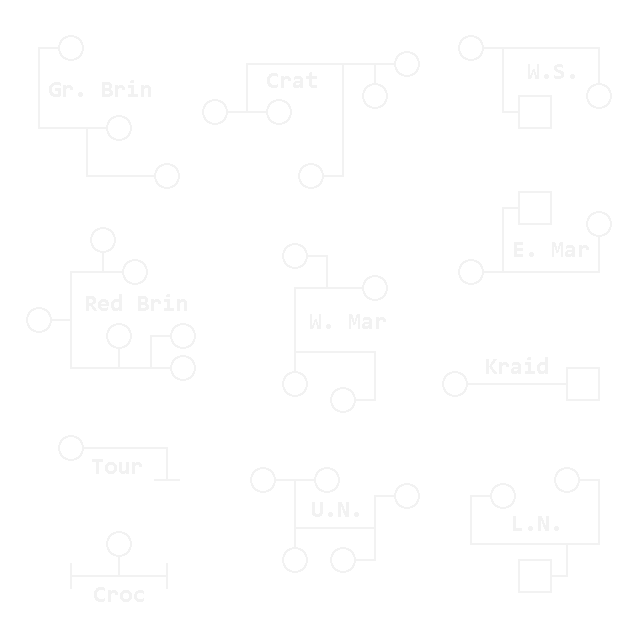 Gr. Brin
Crat
W.S.
Red Brin
W. Mar
E. Mar
Kraid
Tour
U.N.
L.N.
Croc